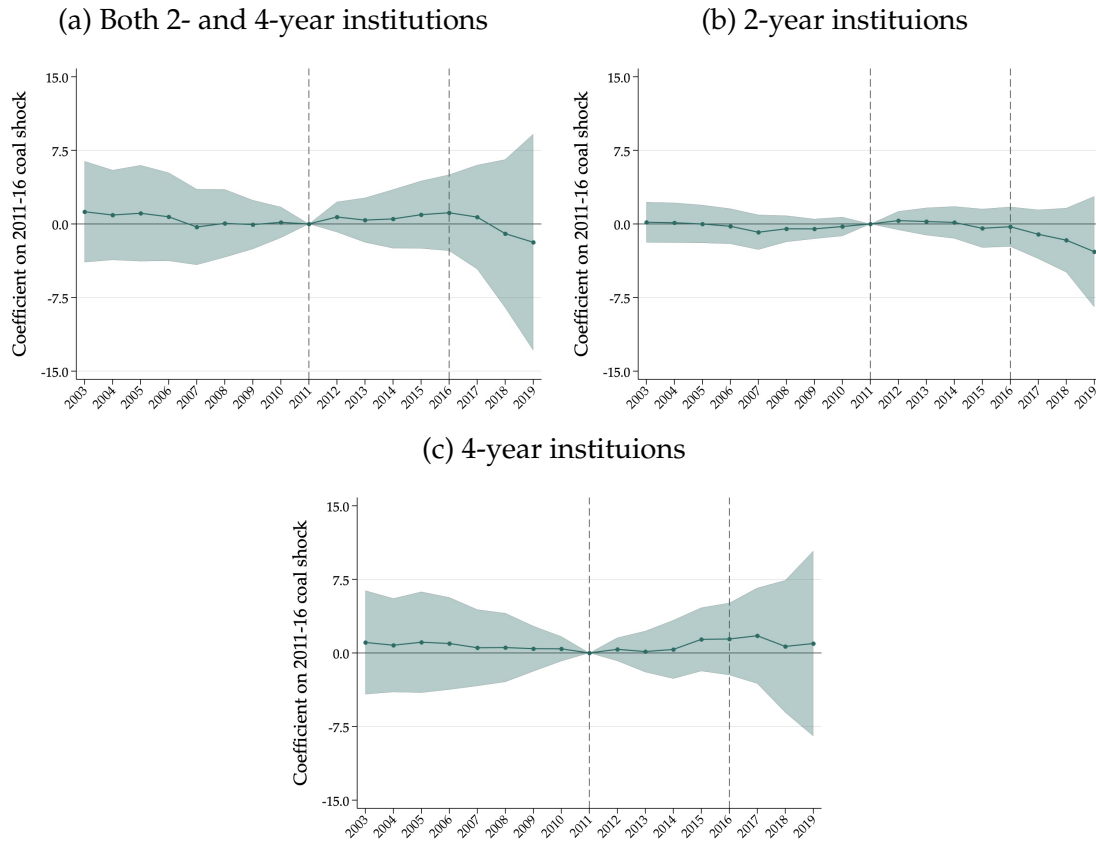 (a) Both 2- and 4-year institutions
Coefficient on 2011-16 coal shock
15.0
7.5
0.0
-7.5
-15.0
2003 2004 2005 2006 2007 2008 2009 2010 2011 2012 2013 2014 2015 2016 2017 2018 2019
(b) 2-year instituions
Coefficient on 2011-16 coal shock
15.0
7.5
0.0
-7.5
-15.0
2003 2004 2005 2006 2007 2008 2009 2010 2011 2012 2013 2014 2015 2016 2017 2018 2019
(c) 4-year instituions
Coefficient on 2011-16 coal shock
15.0
7.5
0.0
-7.5
-15.0
2003 2004 2005 2006 2007 2008 2009 2010 2011 2012 2013 2014 2015 2016 2017 2018 2019